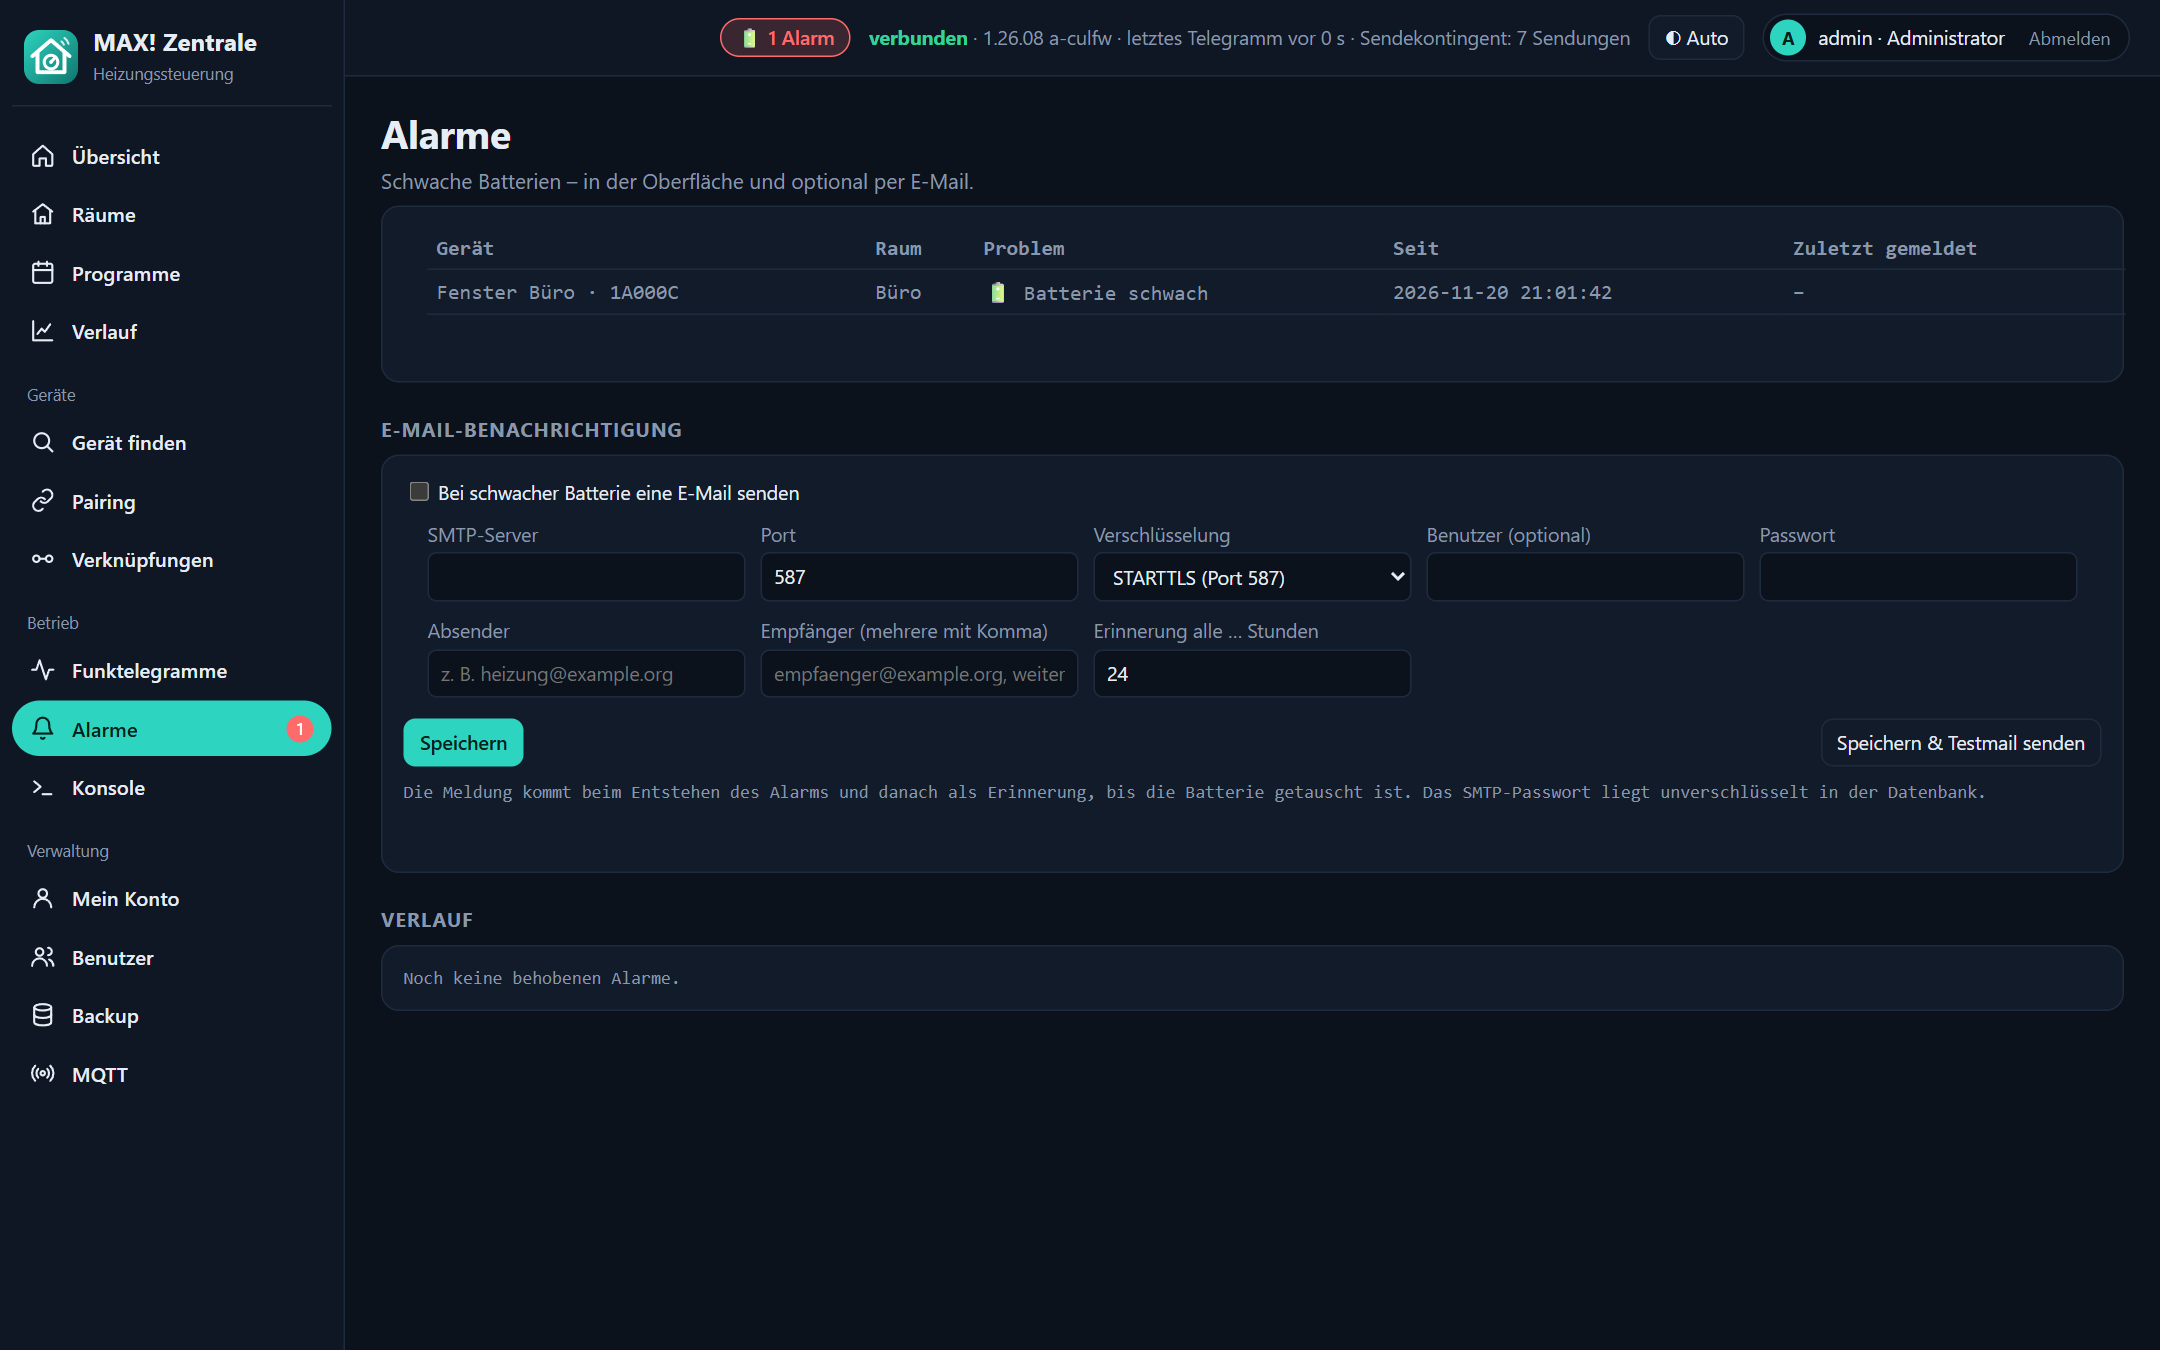 MAX! Zentrale
Heizungssteuerung
1 Alarm
verbunden · 1.26.08 a-culfw · letztes Telegramm vor 0 s · Sendekontingent: 7 Sendungen
Auto
A
admin · Administrator
Abmelden
Übersicht
Räume
Programme
Verlauf
Geräte
Gerät finden
Pairing
Verknüpfungen
Betrieb
Funktelegramme
Alarme
1
Konsole
Verwaltung
Mein Konto
Benutzer
Backup
MQTT
Alarme
Schwache Batterien – in der Oberfläche und optional per E-Mail.
Gerät Raum Problem Seit Zuletzt gemeldet
Fenster Büro · 1A000C Büro Batterie schwach 2026-11-20 21:01:42 –
E-MAIL-BENACHRICHTIGUNG
Bei schwacher Batterie eine E-Mail senden
SMTP-Server Port Verschlüsselung Benutzer (optional) Passwort
587 STARTTLS (Port 587)
Absender Empfänger (mehrere mit Komma) Erinnerung alle ... Stunden
z. B. heizung@example.org empfaenger@example.org, weiter 24
Speichern Speichern & Testmail senden
Die Meldung kommt beim Entstehen des Alarms und danach als Erinnerung, bis die Batterie getauscht ist. Das SMTP-Passwort liegt unverschlüsselt in der Datenbank.
VERLAUF
Noch keine behobenen Alarme.